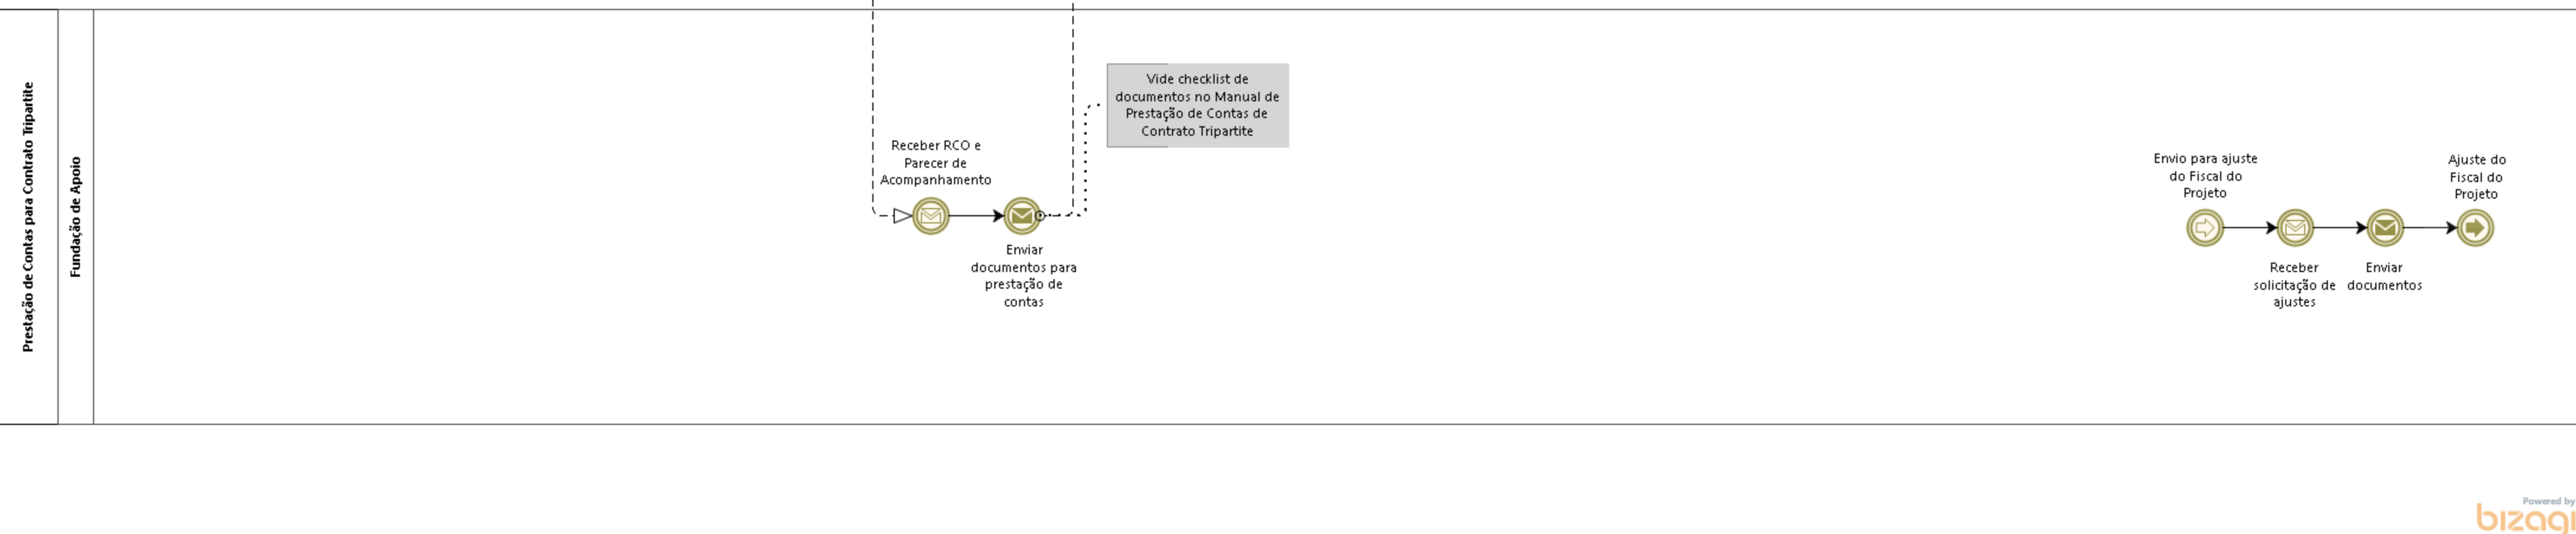 Prestação de Contas para Contrato Tripartite
Fundação de Apoio
Receber RCO e
Parecer de
Acompanhamento
Enviar
documentos para
prestação de
contas
Vide checklist de
documentos no Manual de
Prestação de Contas de
Contrato Tripartite
Envio para ajuste
do Fiscal do
Projeto
Receber
solicitação de
ajustes
Enviar
documentos
Ajuste do
Fiscal do
Projeto
Powered by
bizagi